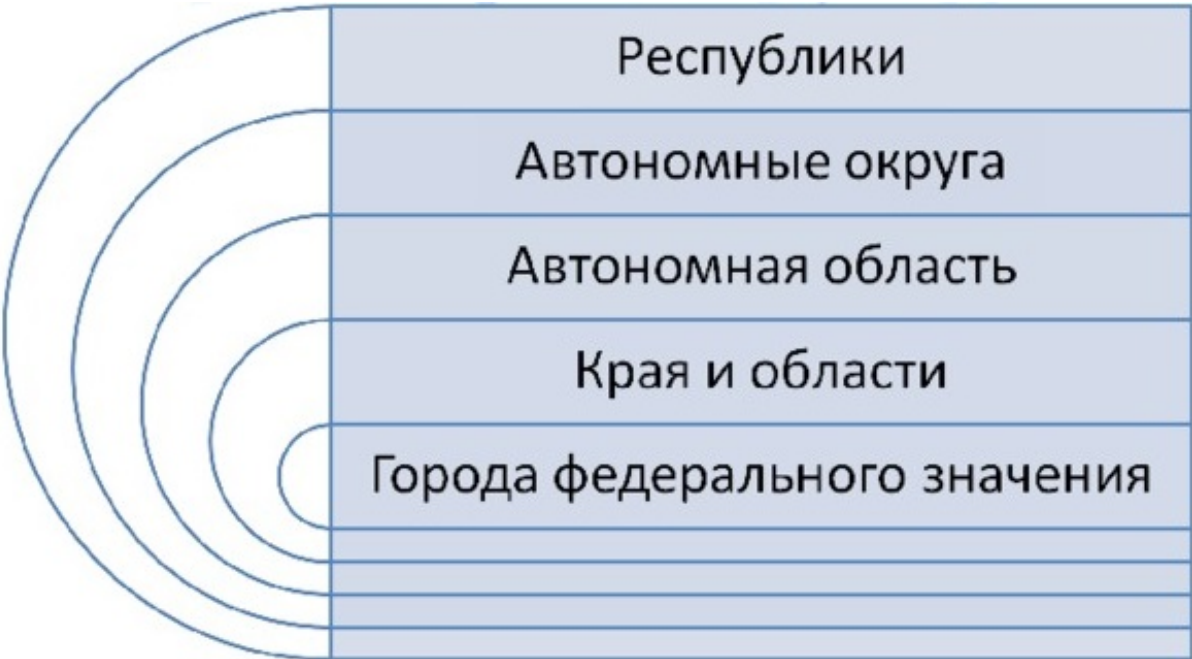 Республики
Автономные округа
Автономная область
Края и области
Города федерального значения